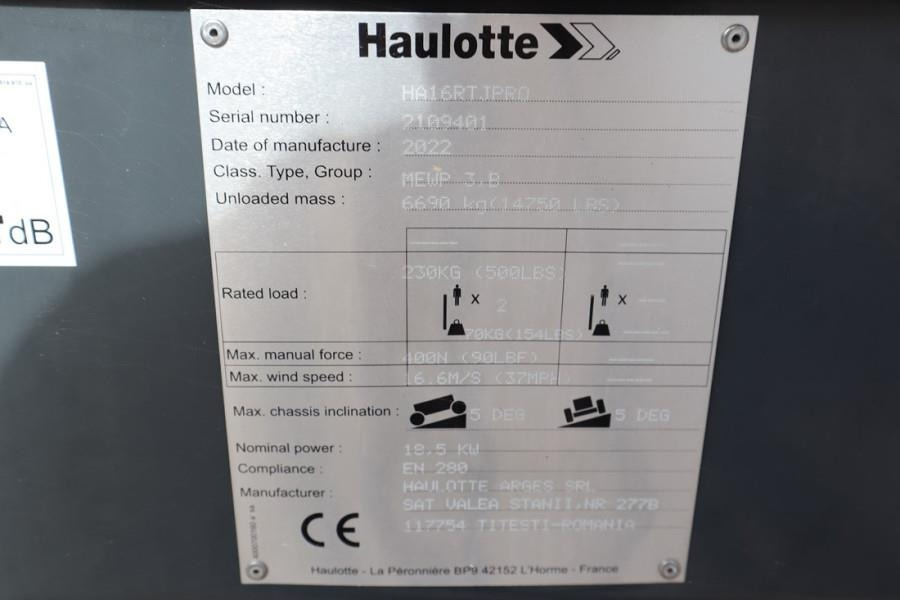 Haulotte
Model : HA16RTJPRO
Serial number : 2109401
Date of manufacture : 2022
Class. Type, Group : MEWP 3.B
Unloaded mass : 6690 kg(14750 LBS)
------ ------
230KG (500LBS) ------
Rated load :
x 2 x ----
70KG(154LBS) ------
Max. manual force : 400N (90LBF) ------
Max. wind speed : 16.6M/S (37MPH) ------
Max. chassis inclination : 5 DEG 5 DEG
Nominal power : 18,5 KW
Compliance : EN 280
Manufacturer : HAULOTTE ARGES SRL
SAT VALEA STANII,NR 277B
117754 TITESTI-ROMANIA
CE
Haulotte - La Péronnière BP9 42152 L'Horme - France
A
dB